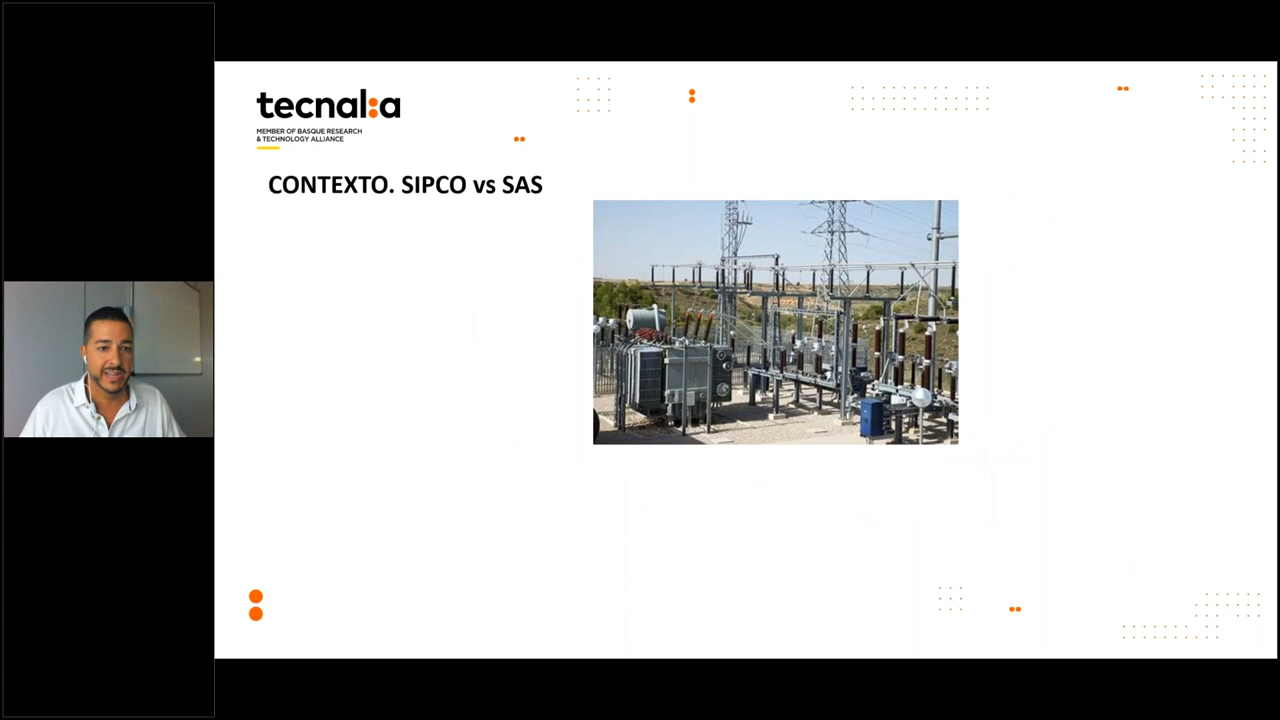 tecnal:a
MEMBER OF BASQUE RESEARCH
& TECHNOLOGY ALLIANCE
CONTEXTO. SIPCO vs SAS